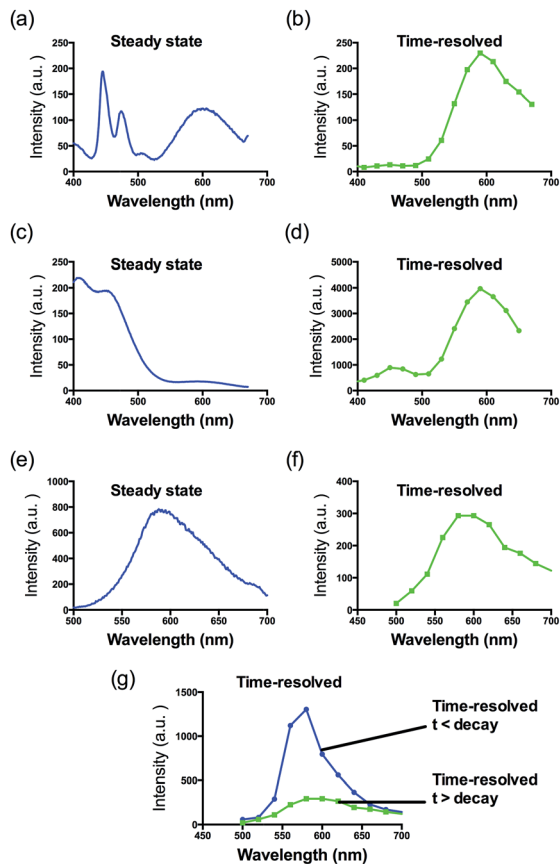 (a)
Steady state
250
200
150
100
50
0
400 500 600 700
Intensity (a.u. )
Wavelength (nm)
(b)
Time-resolved
250
200
150
100
50
0
400 500 600 700
Intensity (a.u. )
Wavelength (nm)
(c)
Steady state
250
200
150
100
50
0
400 500 600 700
Intensity (a.u. )
Wavelength (nm)
(d)
Time-resolved
5000
4000
3000
2000
1000
0
400 500 600 700
Intensity (a.u. )
Wavelength (nm)
(e)
Steady state
1000
800
600
400
200
0
500 550 600 650 700
Intensity (a.u. )
Wavelength (nm)
(f)
Time-resolved
400
300
200
100
0
450 500 550 600 650 700
Intensity (a.u. )
Wavelength (nm)
(g)
Time-resolved
1500
1000
500
0
450 500 550 600 650 700
Intensity (a.u. )
Wavelength (nm)
Time-resolved
t < decay
Time-resolved
t > decay